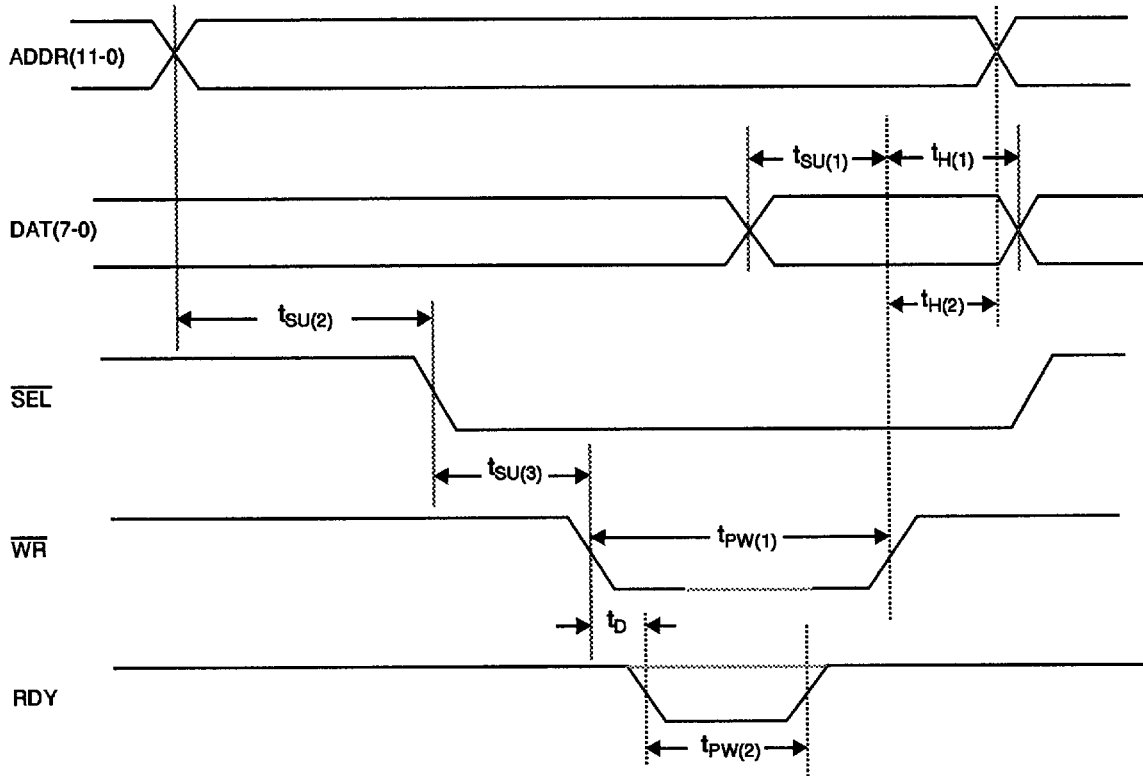 ADDR(11-0)
tSU(1)
tH(1)
DAT(7-0)
tH(2)
tSU(2)
SEL
tSU(3)
WR
tPW(1)
tD
RDY
tPW(2)